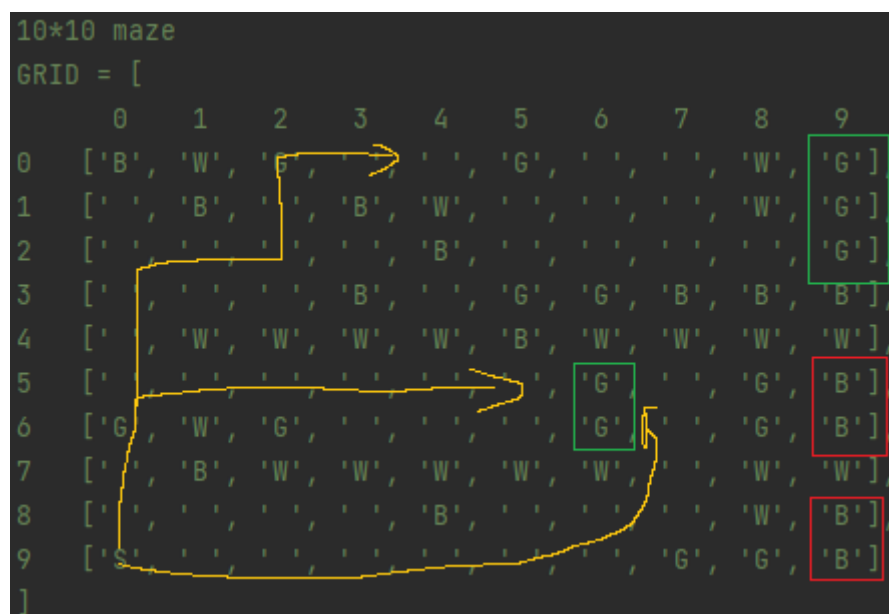 10*10 maze
GRID = [
0 1 2 3 4 5 6 7 8 9
0 ['B', 'W', 'G', ' ', ' ', 'G', ' ', ' ', 'W', 'G'],
1 [' ', 'B', ' ', 'B', 'W', ' ', ' ', ' ', 'W', 'G'],
2 [' ', ' ', ' ', ' ', 'B', ' ', ' ', ' ', ' ', 'G'],
3 [' ', ' ', ' ', 'B', ' ', 'G', 'G', 'B', 'B', 'B'],
4 [' ', 'W', 'W', 'W', 'W', 'B', 'W', 'W', 'W', 'W'],
5 [' ', ' ', ' ', ' ', ' ', ' ', 'G', ' ', 'G', 'B'],
6 ['G', 'W', 'G', ' ', ' ', ' ', 'G', ' ', 'G', 'B'],
7 [' ', 'B', 'W', 'W', 'W', 'W', 'W', ' ', 'W', 'W'],
8 [' ', ' ', ' ', ' ', 'B', ' ', ' ', ' ', 'W', 'B'],
9 ['S', ' ', ' ', ' ', ' ', ' ', ' ', 'G', 'G', 'B']
]